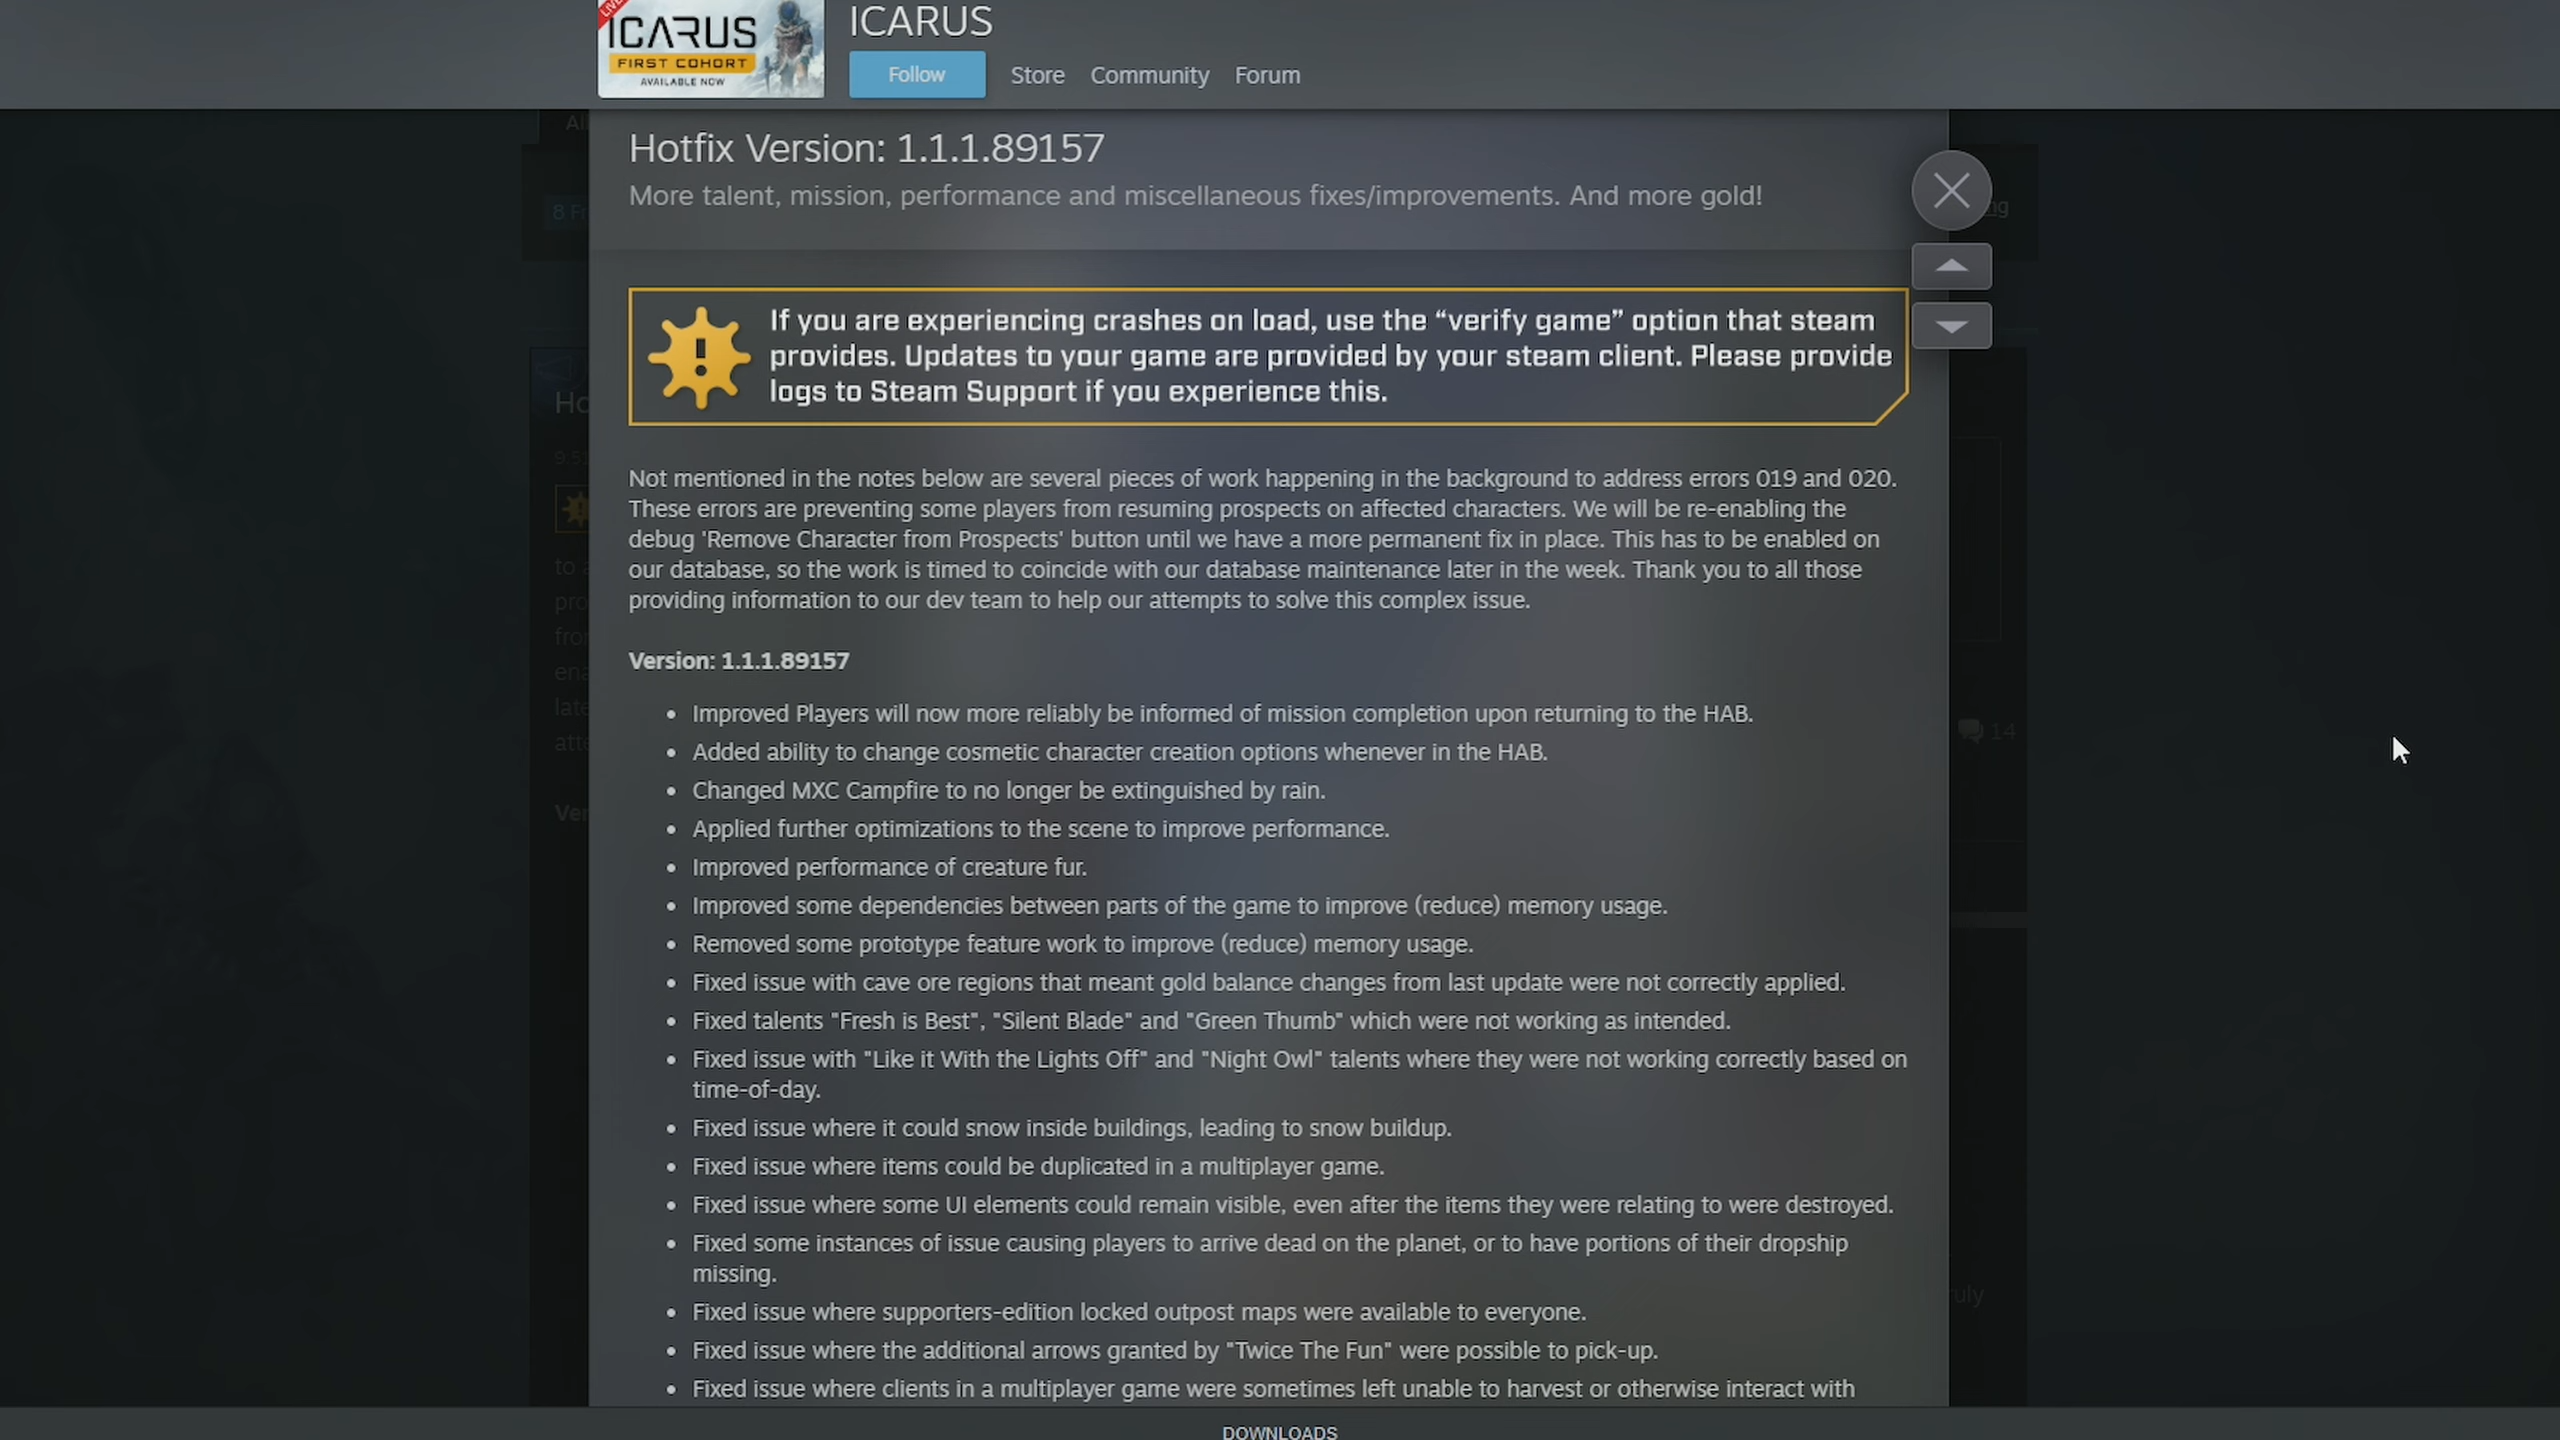 LIVE
ICARUS
FIRST COHORT
AVAILABLE NOW
ICARUS
Follow
Store
Community
Forum
Hotfix Version: 1.1.1.89157
More talent, mission, performance and miscellaneous fixes/improvements. And more gold!
If you are experiencing crashes on load, use the “verify game” option that steam
provides. Updates to your game are provided by your steam client. Please provide
logs to Steam Support if you experience this.
Not mentioned in the notes below are several pieces of work happening in the background to address errors 019 and 020.
These errors are preventing some players from resuming prospects on affected characters. We will be re-enabling the
debug 'Remove Character from Prospects' button until we have a more permanent fix in place. This has to be enabled on
our database, so the work is timed to coincide with our database maintenance later in the week. Thank you to all those
providing information to our dev team to help our attempts to solve this complex issue.
Version: 1.1.1.89157
• Improved Players will now more reliably be informed of mission completion upon returning to the HAB.
• Added ability to change cosmetic character creation options whenever in the HAB.
• Changed MXC Campfire to no longer be extinguished by rain.
• Applied further optimizations to the scene to improve performance.
• Improved performance of creature fur.
• Improved some dependencies between parts of the game to improve (reduce) memory usage.
• Removed some prototype feature work to improve (reduce) memory usage.
• Fixed issue with cave ore regions that meant gold balance changes from last update were not correctly applied.
• Fixed talents "Fresh is Best", "Silent Blade" and "Green Thumb" which were not working as intended.
• Fixed issue with "Like it With the Lights Off" and "Night Owl" talents where they were not working correctly based on
time-of-day.
• Fixed issue where it could snow inside buildings, leading to snow buildup.
• Fixed issue where items could be duplicated in a multiplayer game.
• Fixed issue where some UI elements could remain visible, even after the items they were relating to were destroyed.
• Fixed some instances of issue causing players to arrive dead on the planet, or to have portions of their dropship
missing.
• Fixed issue where supporters-edition locked outpost maps were available to everyone.
• Fixed issue where the additional arrows granted by "Twice The Fun" were possible to pick-up.
• Fixed issue where clients in a multiplayer game were sometimes left unable to harvest or otherwise interact with
14
DOWNLOADS